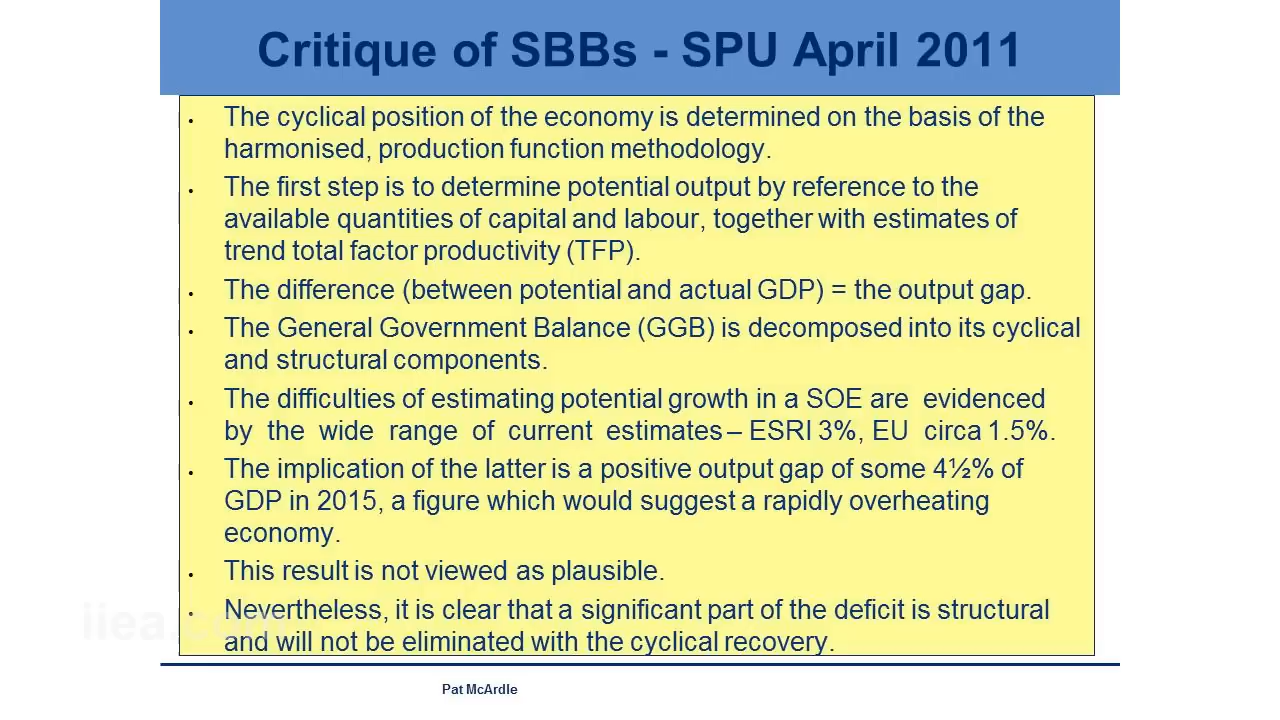 Critique of SBBs - SPU April 2011
• The cyclical position of the economy is determined on the basis of the
harmonised, production function methodology.
• The first step is to determine potential output by reference to the
available quantities of capital and labour, together with estimates of
trend total factor productivity (TFP).
• The difference (between potential and actual GDP) = the output gap.
• The General Government Balance (GGB) is decomposed into its cyclical
and structural components.
• The difficulties of estimating potential growth in a SOE are evidenced
by the wide range of current estimates – ESRI 3%, EU circa 1.5%.
• The implication of the latter is a positive output gap of some 4½% of
GDP in 2015, a figure which would suggest a rapidly overheating
economy.
• This result is not viewed as plausible.
• Nevertheless, it is clear that a significant part of the deficit is structural
and will not be eliminated with the cyclical recovery.
iiea.com
Pat McArdle